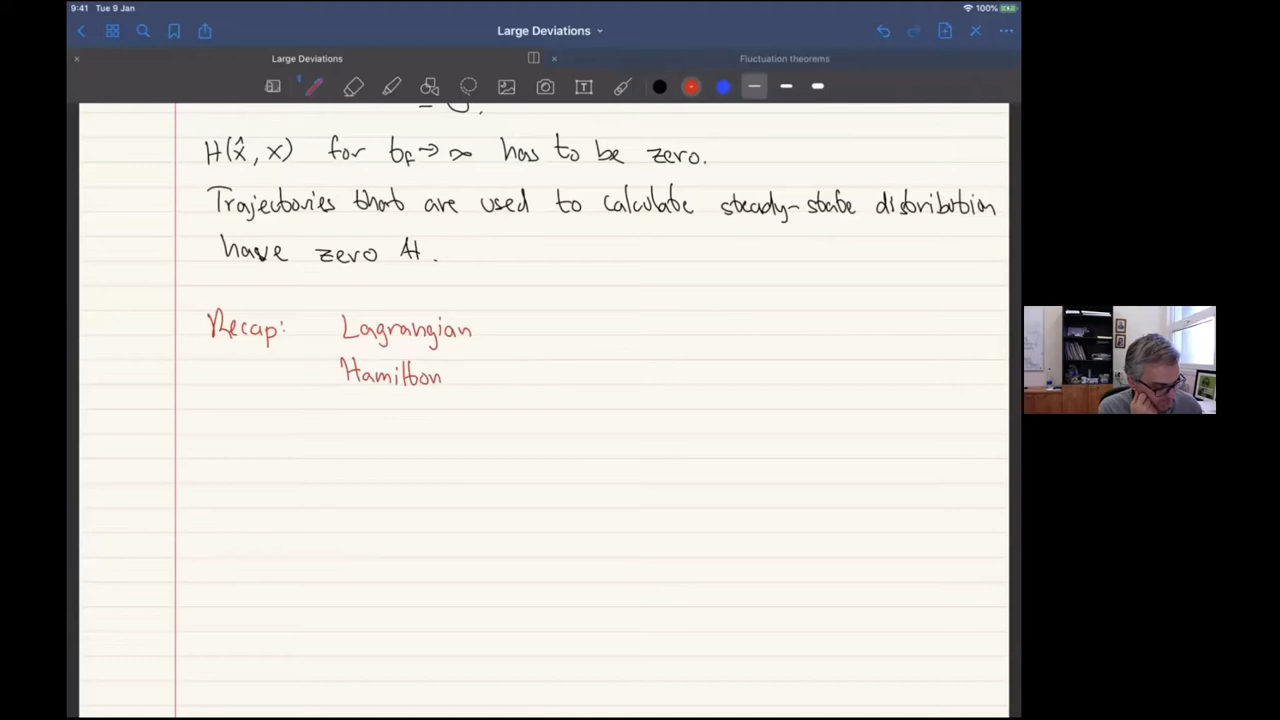 9:41 Tue 9 Jan
100%
Large Deviations
Large Deviations
Fluctuation theorems
H(x̂, x) for t_f → ∞ has to be zero.
Trajectories that are used to calculate steady-state distribution
have zero H.
Recap: Lagrangian
Hamilton